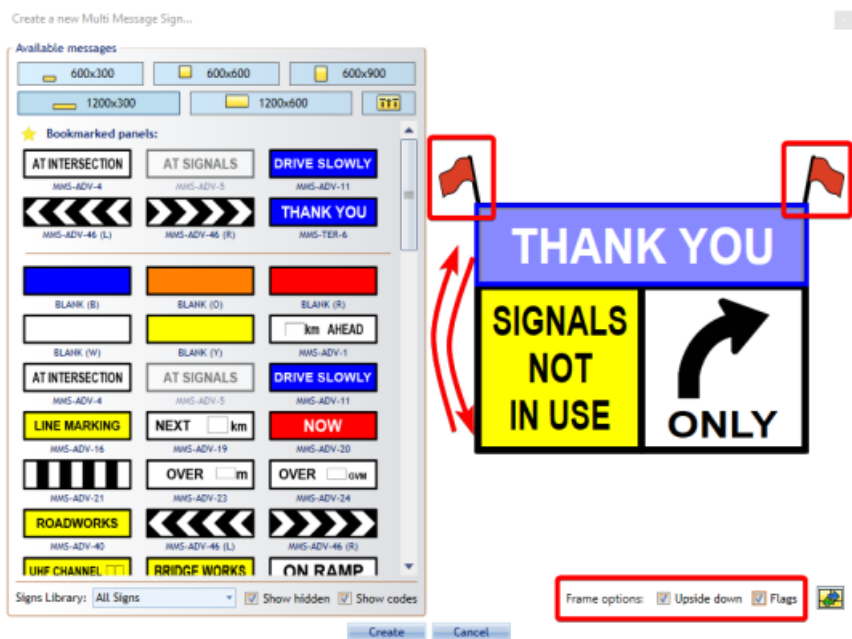 Create a new Multi Message Sign...
Available messages
600x300 600x600 600x900
1200x300 1200x600
Bookmarked panels:
AT INTERSECTION AT SIGNALS DRIVE SLOWLY
MMS-ADV-4 MMS-ADV-5 MMS-ADV-11
THANK YOU
MMS-ADV-46 (L) MMS-ADV-46 (R) MMS-TER-6
BLANK (B) BLANK (O) BLANK (R)
km AHEAD
BLANK (W) BLANK (Y) MMS-ADV-1
AT INTERSECTION AT SIGNALS DRIVE SLOWLY
MMS-ADV-4 MMS-ADV-5 MMS-ADV-11
LINE MARKING NEXT km NOW
MMS-ADV-16 MMS-ADV-19 MMS-ADV-20
OVER m OVER GVM
MMS-ADV-21 MMS-ADV-23 MMS-ADV-24
ROADWORKS
MMS-ADV-40 MMS-ADV-46 (L) MMS-ADV-46 (R)
UHF CHANNEL BRIDGE WORKS ON RAMP
Signs Library: All Signs Show hidden Show codes
Create Cancel
THANK YOU
SIGNALS
NOT
IN USE
ONLY
Frame options: Upside down Flags